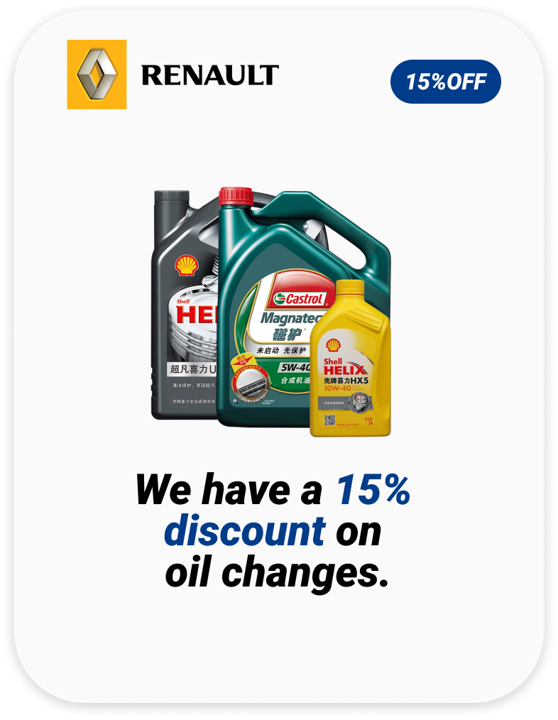 RENAULT
15%OFF
Shell
HEL
超凡喜力U
Castrol
Magnatec
磁护
未启动 先保护
5W-40
合成机油
Shell
HELIX
壳牌喜力HX5
10W-40
We have a 15%
discount on
oil changes.